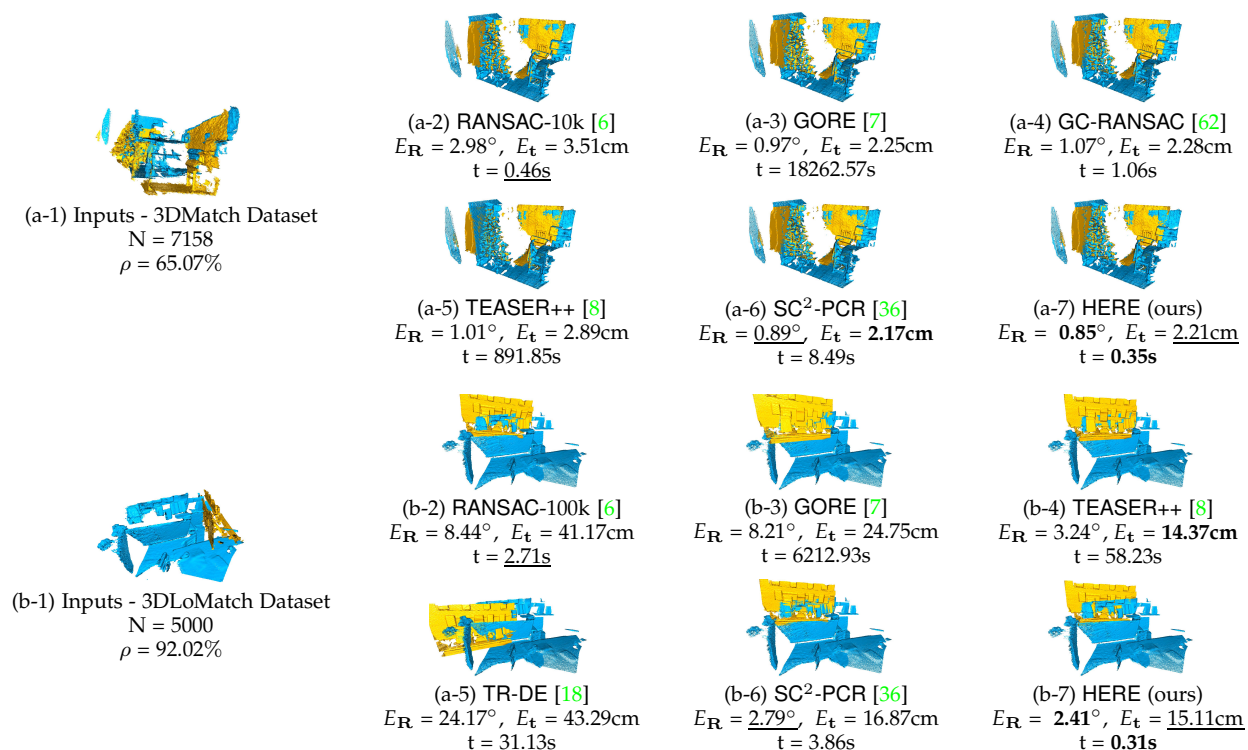 (a-1) Inputs - 3DMatch Dataset
N = 7158
ρ = 65.07%
(a-2) RANSAC-10k [6]
E_R = 2.98°, E_t = 3.51cm
t = 0.46s
(a-3) GORE [7]
E_R = 0.97°, E_t = 2.25cm
t = 18262.57s
(a-4) GC-RANSAC [62]
E_R = 1.07°, E_t = 2.28cm
t = 1.06s
(a-5) TEASER++ [8]
E_R = 1.01°, E_t = 2.89cm
t = 891.85s
(a-6) SC²-PCR [36]
E_R = 0.89°, E_t = 2.17cm
t = 8.49s
(a-7) HERE (ours)
E_R = 0.85°, E_t = 2.21cm
t = 0.35s
(b-1) Inputs - 3DLoMatch Dataset
N = 5000
ρ = 92.02%
(b-2) RANSAC-100k [6]
E_R = 8.44°, E_t = 41.17cm
t = 2.71s
(b-3) GORE [7]
E_R = 8.21°, E_t = 24.75cm
t = 6212.93s
(b-4) TEASER++ [8]
E_R = 3.24°, E_t = 14.37cm
t = 58.23s
(a-5) TR-DE [18]
E_R = 24.17°, E_t = 43.29cm
t = 31.13s
(b-6) SC²-PCR [36]
E_R = 2.79°, E_t = 16.87cm
t = 3.86s
(b-7) HERE (ours)
E_R = 2.41°, E_t = 15.11cm
t = 0.31s